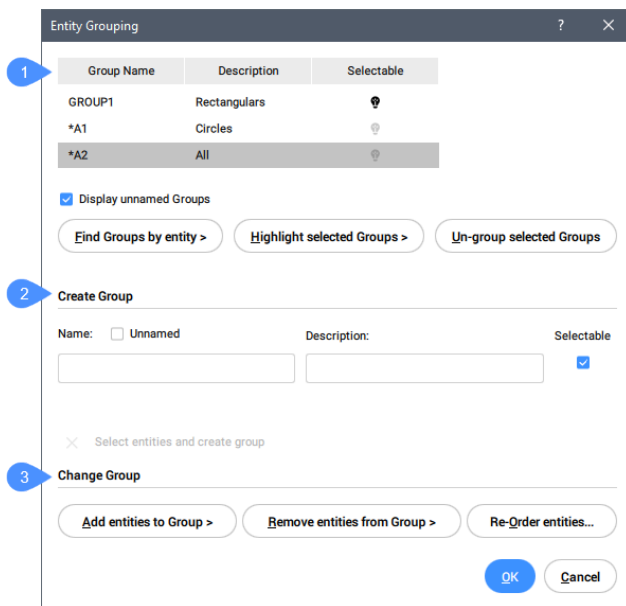 Entity Grouping ? ×
1
Group Name Description Selectable
GROUP1 Rectangulars
*A1 Circles
*A2 All
Display unnamed Groups
Find Groups by entity > Highlight selected Groups > Un-group selected Groups
2
Create Group
Name: Unnamed Description: Selectable
Select entities and create group
3
Change Group
Add entities to Group > Remove entities from Group > Re-Order entities...
OK Cancel